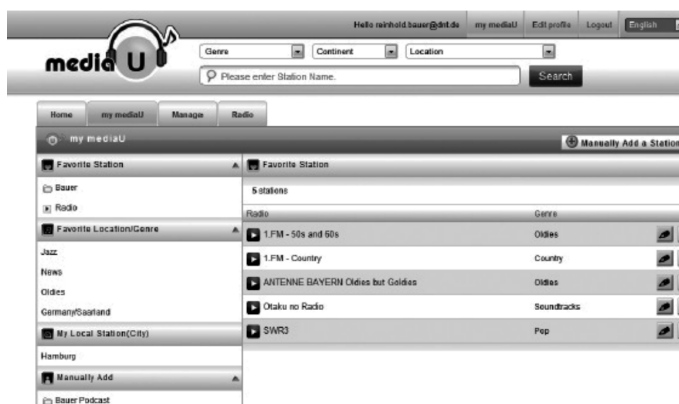 Hello reinhold.bauer@dnt.de my mediaU Edit profile Logout English
media U
Genre Continent Location
Please enter Station Name. Search
Home my mediaU Manage Radio
my mediaU
Manually Add a Station
Favorite Station
Bauer
Radio
Favorite Location/Genre
Jazz
News
Oldies
Germany/Saarland
My Local Station(City)
Hamburg
Manually Add
Bauer Podcast
Favorite Station
5 stations
Radio Genre
1.FM - 50s and 60s Oldies
1.FM - Country Country
ANTENNE BAYERN Oldies but Goldies Oldies
Otaku no Radio Soundtracks
SWR3 Pop